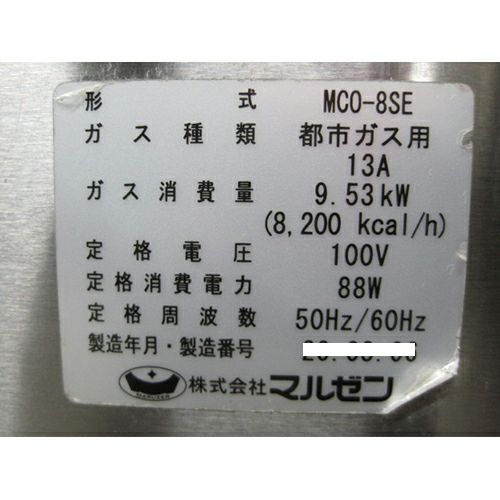 形式 MCO-8SE
ガス種類 都市ガス用
13A
ガス消費量 9.53kW
(8,200 kcal/h)
定格電圧 100V
定格消費電力 88W
定格周波数 50Hz/60Hz
製造年月・製造番号
MARUZEN 株式会社マルゼン